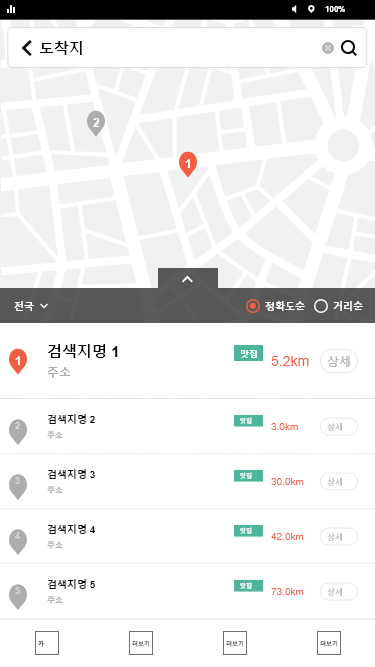 100%
도착지
2
1
전국 정확도순 거리순
1 검색지명 1 맛집 5.2km 상세
주소
2 검색지명 2 맛집 3.0km 상세
주소
3 검색지명 3 맛집 30.0km 상세
주소
4 검색지명 4 맛집 42.0km 상세
주소
5 검색지명 5 맛집 73.0km 상세
주소
카 더보기 더보기 더보기